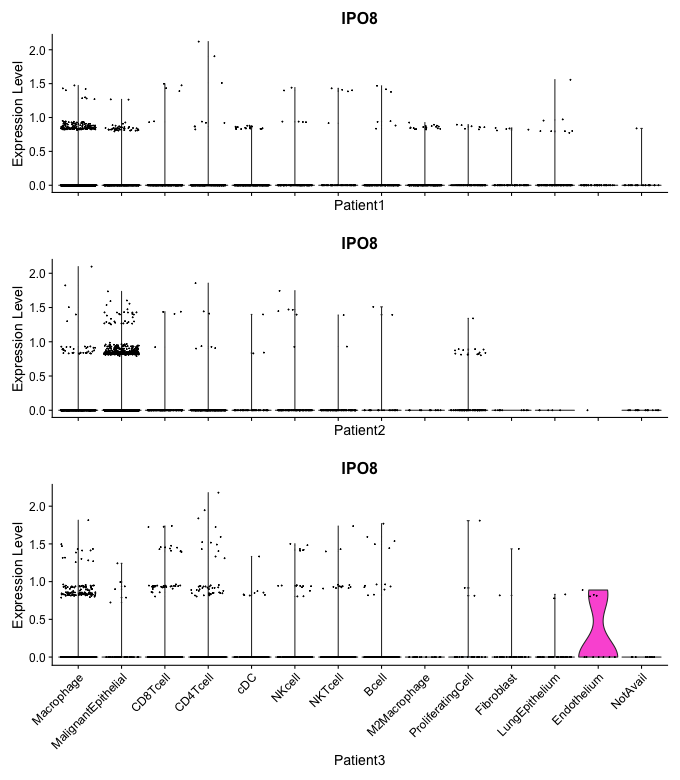 IPO8
Expression Level
2.0
1.5
1.0
0.5
0.0
Patient1
IPO8
Expression Level
2.0
1.5
1.0
0.5
0.0
Patient2
IPO8
Expression Level
2.0
1.5
1.0
0.5
0.0
Macrophage
MalignantEpithelial
CD8Tcell
CD4Tcell
cDC
NKcell
NKTcell
Bcell
M2Macrophage
ProliferatingCell
Fibroblast
LungEpithelium
Endothelium
NotAvail
Patient3